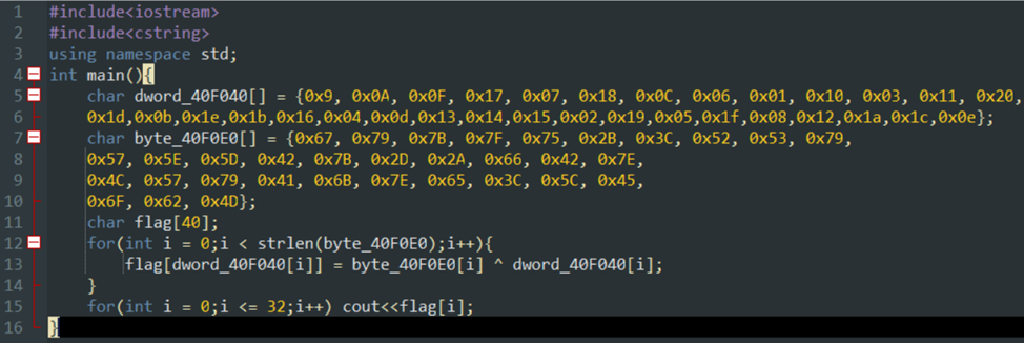 1 #include<iostream>
2 #include<cstring>
3 using namespace std;
4 int main(){
5 char dword_40F040[] = {0x9, 0x0A, 0x0F, 0x17, 0x07, 0x18, 0x0C, 0x06, 0x01, 0x10, 0x03, 0x11, 0x20,
6 0x1d,0x0b,0x1e,0x1b,0x16,0x04,0x0d,0x13,0x14,0x15,0x02,0x19,0x05,0x1f,0x08,0x12,0x1a,0x1c,0x0e};
7 char byte_40F0E0[] = {0x67, 0x79, 0x7B, 0x7F, 0x75, 0x2B, 0x3C, 0x52, 0x53, 0x79,
8 0x57, 0x5E, 0x5D, 0x42, 0x7B, 0x2D, 0x2A, 0x66, 0x42, 0x7E,
9 0x4C, 0x57, 0x79, 0x41, 0x6B, 0x7E, 0x65, 0x3C, 0x5C, 0x45,
10 0x6F, 0x62, 0x4D};
11 char flag[40];
12 for(int i = 0;i < strlen(byte_40F0E0);i++){
13 flag[dword_40F040[i]] = byte_40F0E0[i] ^ dword_40F040[i];
14 }
15 for(int i = 0;i <= 32;i++) cout<<flag[i];
16 }